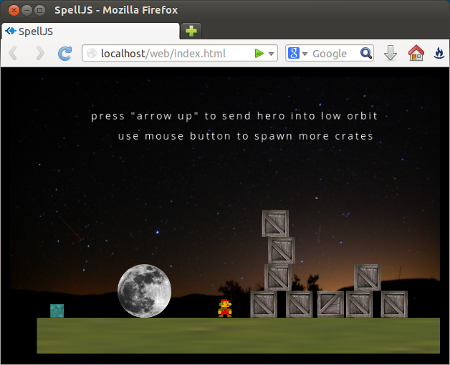 SpellJS - Mozilla Firefox
SpellJS
localhost/web/index.html
Google
press "arrow up" to send hero into low orbit
use mouse button to spawn more crates